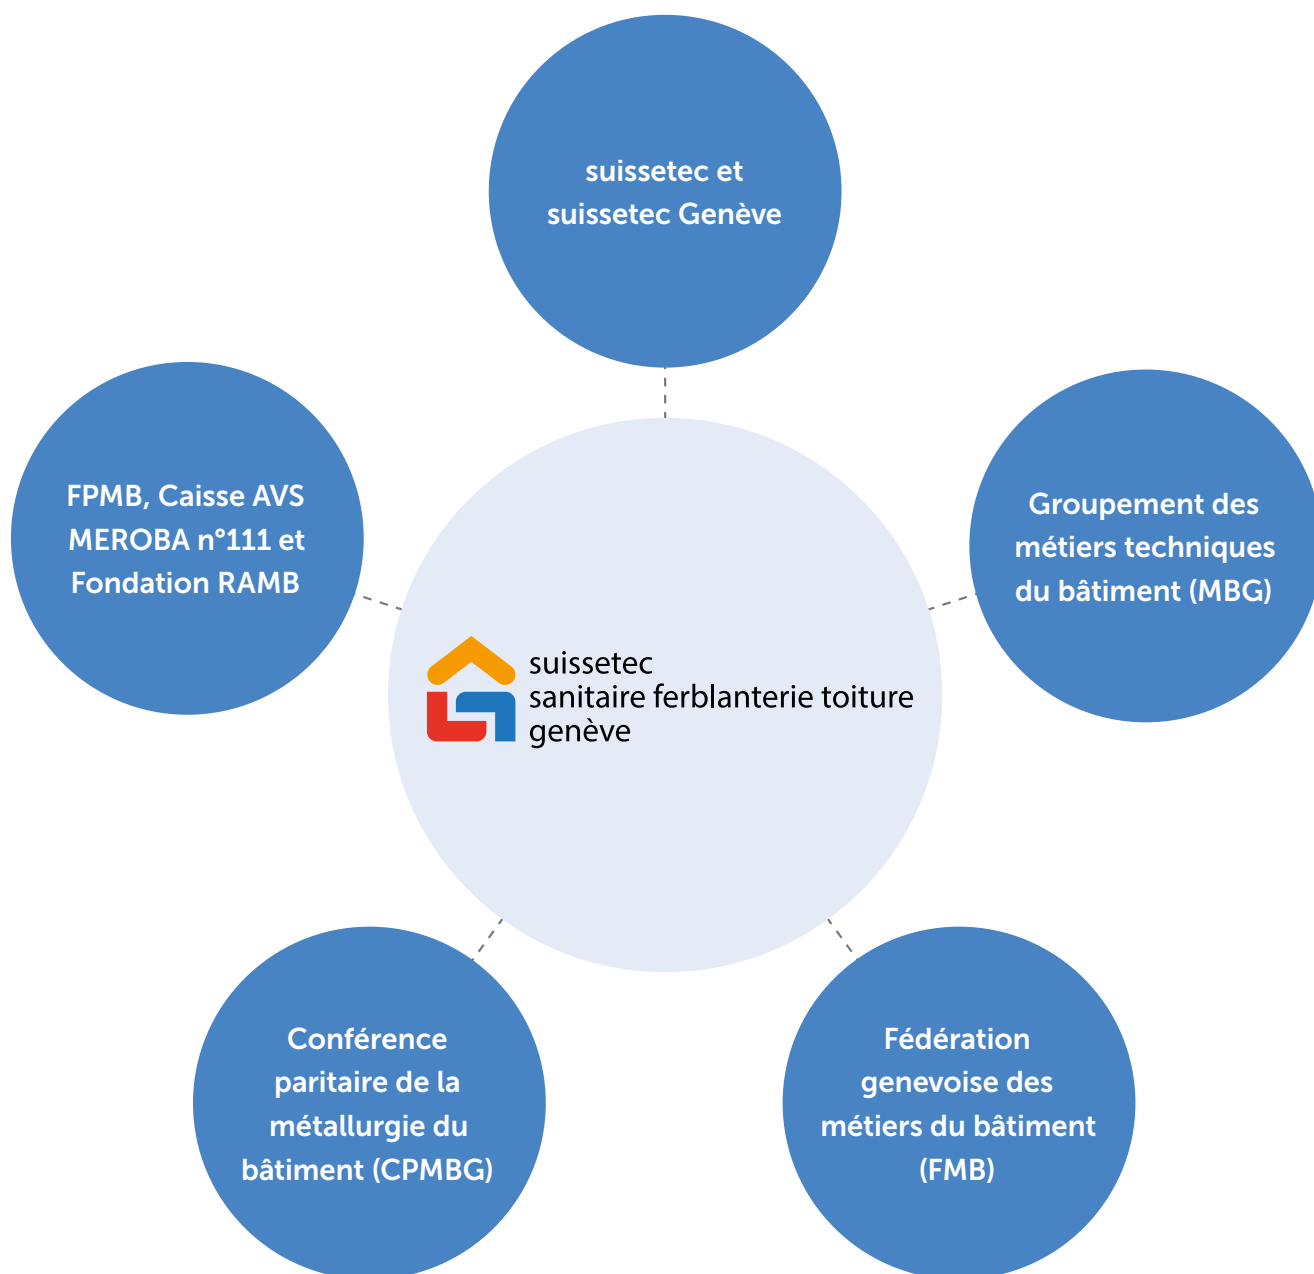 suissetec et
suissetec Genève
FPMB, Caisse AVS
MEROBA n°111 et
Fondation RAMB
Groupement des
métiers techniques
du bâtiment (MBG)
suissetec
sanitaire ferblanterie toiture
genève
Conférence
paritaire de la
métallurgie du
bâtiment (CPMBG)
Fédération
genevoise des
métiers du bâtiment
(FMB)